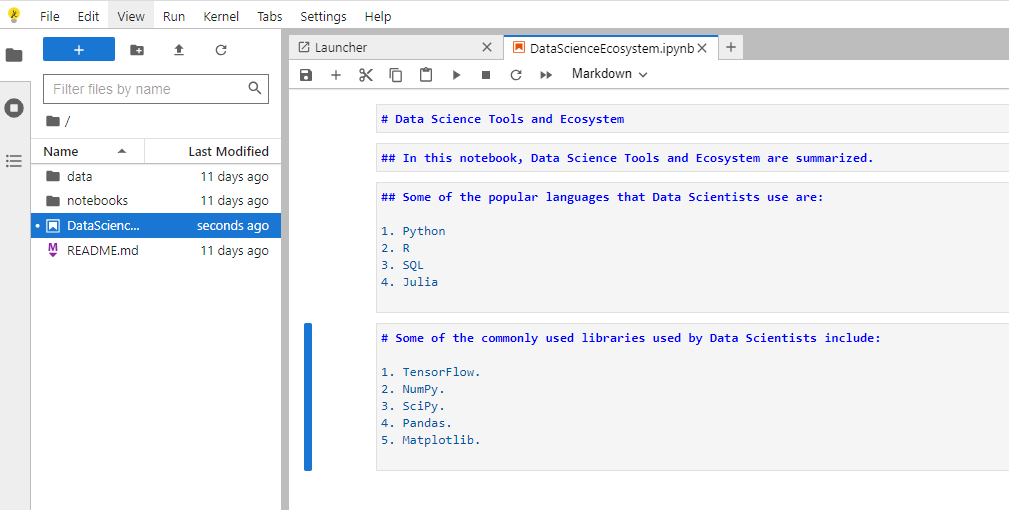 File Edit View Run Kernel Tabs Settings Help
+
Filter files by name
/
Name Last Modified
data 11 days ago
notebooks 11 days ago
DataScienc... seconds ago
M README.md 11 days ago
Launcher
DataScienceEcosystem.ipynb
Markdown
# Data Science Tools and Ecosystem
## In this notebook, Data Science Tools and Ecosystem are summarized.
## Some of the popular languages that Data Scientists use are:
1. Python
2. R
3. SQL
4. Julia
# Some of the commonly used libraries used by Data Scientists include:
1. TensorFlow.
2. NumPy.
3. SciPy.
4. Pandas.
5. Matplotlib.